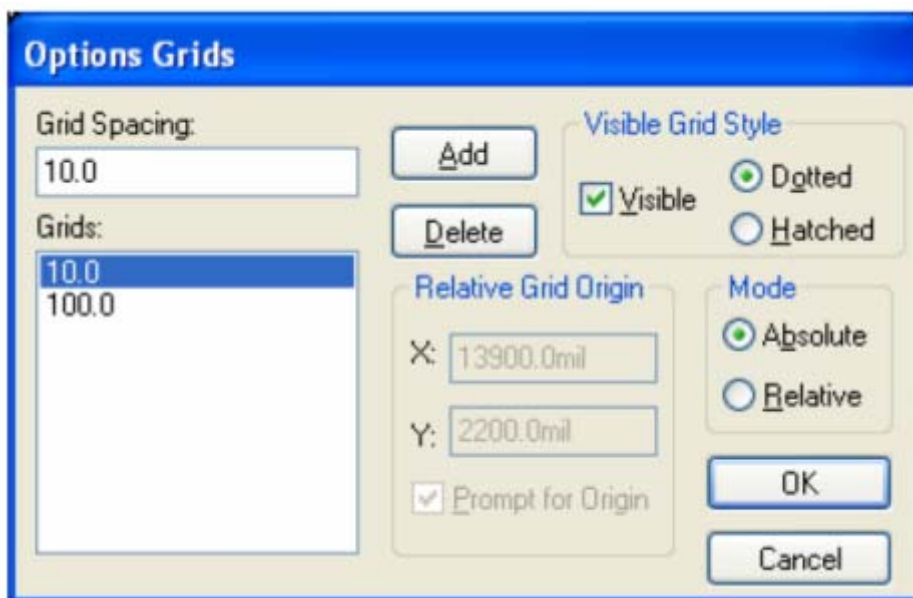 Options Grids
Grid Spacing:
10.0
Add
Delete
Grids:
10.0
100.0
Visible Grid Style
Visible
Dotted
Hatched
Relative Grid Origin
X: 13900.0mil
Y: 2200.0mil
Prompt for Origin
Mode
Absolute
Relative
OK
Cancel